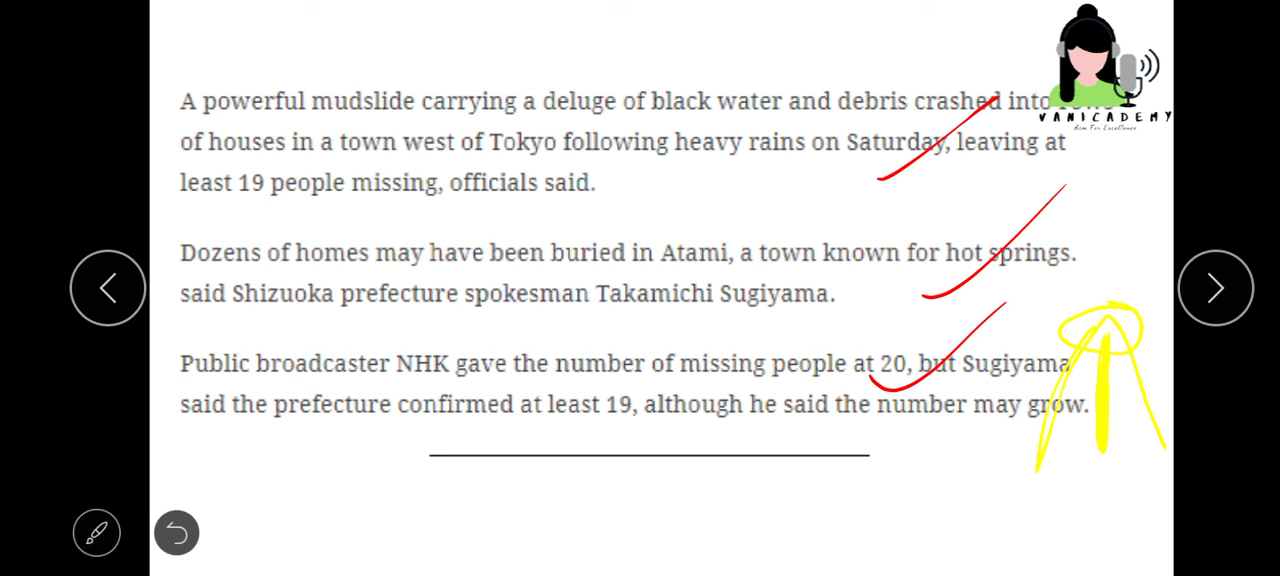 A powerful mudslide carrying a deluge of black water and debris crashed into
of houses in a town west of Tokyo following heavy rains on Saturday, leaving at
least 19 people missing, officials said.
Dozens of homes may have been buried in Atami, a town known for hot springs.
said Shizuoka prefecture spokesman Takamichi Sugiyama.
Public broadcaster NHK gave the number of missing people at 20, but Sugiyama
said the prefecture confirmed at least 19, although he said the number may grow.
VANICADEMY
Aim For Excellence